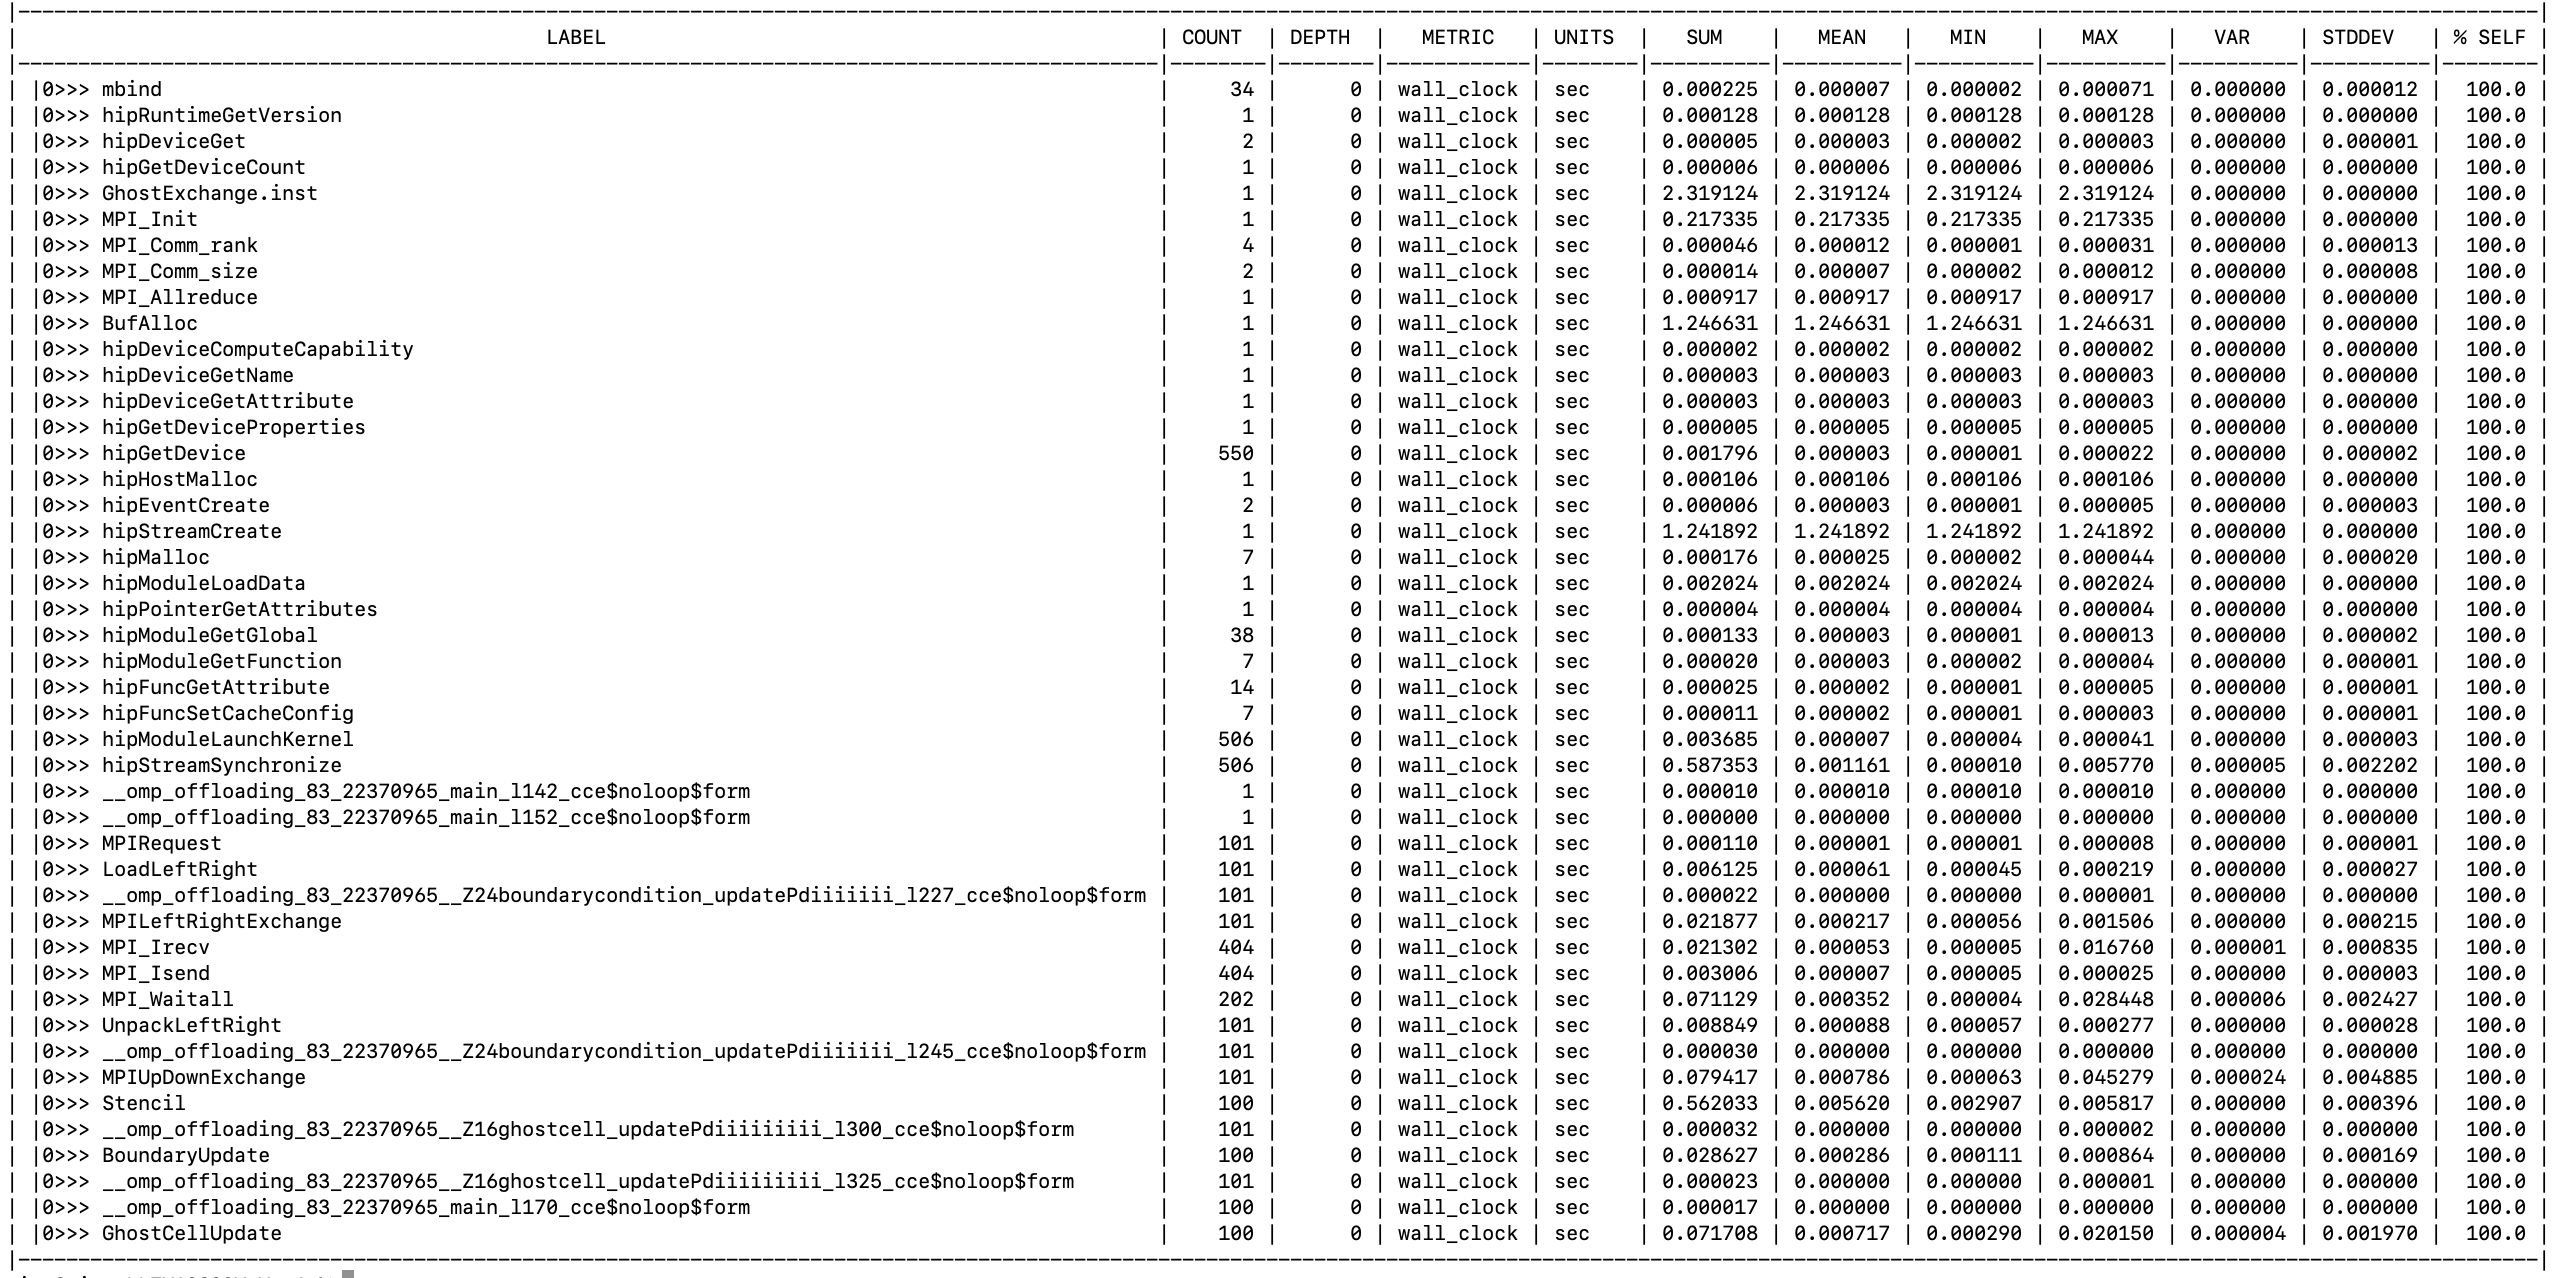 | LABEL | COUNT | DEPTH | METRIC | UNITS | SUM | MEAN | MIN | MAX | VAR | STDDEV | % SELF |
| |0>>> mbind | 34 | 0 | wall_clock | sec | 0.000225 | 0.000007 | 0.000002 | 0.000071 | 0.000000 | 0.000012 | 100.0 |
| |0>>> hipRuntimeGetVersion | 1 | 0 | wall_clock | sec | 0.000128 | 0.000128 | 0.000128 | 0.000128 | 0.000000 | 0.000000 | 100.0 |
| |0>>> hipDeviceGet | 2 | 0 | wall_clock | sec | 0.000005 | 0.000003 | 0.000002 | 0.000003 | 0.000000 | 0.000001 | 100.0 |
| |0>>> hipGetDeviceCount | 1 | 0 | wall_clock | sec | 0.000006 | 0.000006 | 0.000006 | 0.000006 | 0.000000 | 0.000000 | 100.0 |
| |0>>> GhostExchange.inst | 1 | 0 | wall_clock | sec | 2.319124 | 2.319124 | 2.319124 | 2.319124 | 0.000000 | 0.000000 | 100.0 |
| |0>>> MPI_Init | 1 | 0 | wall_clock | sec | 0.217335 | 0.217335 | 0.217335 | 0.217335 | 0.000000 | 0.000000 | 100.0 |
| |0>>> MPI_Comm_rank | 4 | 0 | wall_clock | sec | 0.000046 | 0.000012 | 0.000001 | 0.000031 | 0.000000 | 0.000013 | 100.0 |
| |0>>> MPI_Comm_size | 2 | 0 | wall_clock | sec | 0.000014 | 0.000007 | 0.000002 | 0.000012 | 0.000000 | 0.000008 | 100.0 |
| |0>>> MPI_Allreduce | 1 | 0 | wall_clock | sec | 0.000917 | 0.000917 | 0.000917 | 0.000917 | 0.000000 | 0.000000 | 100.0 |
| |0>>> BufAlloc | 1 | 0 | wall_clock | sec | 1.246631 | 1.246631 | 1.246631 | 1.246631 | 0.000000 | 0.000000 | 100.0 |
| |0>>> hipDeviceComputeCapability | 1 | 0 | wall_clock | sec | 0.000002 | 0.000002 | 0.000002 | 0.000002 | 0.000000 | 0.000000 | 100.0 |
| |0>>> hipDeviceGetName | 1 | 0 | wall_clock | sec | 0.000003 | 0.000003 | 0.000003 | 0.000003 | 0.000000 | 0.000000 | 100.0 |
| |0>>> hipDeviceGetAttribute | 1 | 0 | wall_clock | sec | 0.000003 | 0.000003 | 0.000003 | 0.000003 | 0.000000 | 0.000000 | 100.0 |
| |0>>> hipGetDeviceProperties | 1 | 0 | wall_clock | sec | 0.000005 | 0.000005 | 0.000005 | 0.000005 | 0.000000 | 0.000000 | 100.0 |
| |0>>> hipGetDevice | 550 | 0 | wall_clock | sec | 0.001796 | 0.000003 | 0.000001 | 0.000022 | 0.000000 | 0.000002 | 100.0 |
| |0>>> hipHostMalloc | 1 | 0 | wall_clock | sec | 0.000106 | 0.000106 | 0.000106 | 0.000106 | 0.000000 | 0.000000 | 100.0 |
| |0>>> hipEventCreate | 2 | 0 | wall_clock | sec | 0.000006 | 0.000003 | 0.000001 | 0.000005 | 0.000000 | 0.000003 | 100.0 |
| |0>>> hipStreamCreate | 1 | 0 | wall_clock | sec | 1.241892 | 1.241892 | 1.241892 | 1.241892 | 0.000000 | 0.000000 | 100.0 |
| |0>>> hipMalloc | 7 | 0 | wall_clock | sec | 0.000176 | 0.000025 | 0.000002 | 0.000044 | 0.000000 | 0.000020 | 100.0 |
| |0>>> hipModuleLoadData | 1 | 0 | wall_clock | sec | 0.002024 | 0.002024 | 0.002024 | 0.002024 | 0.000000 | 0.000000 | 100.0 |
| |0>>> hipPointerGetAttributes | 1 | 0 | wall_clock | sec | 0.000004 | 0.000004 | 0.000004 | 0.000004 | 0.000000 | 0.000000 | 100.0 |
| |0>>> hipModuleGetGlobal | 38 | 0 | wall_clock | sec | 0.000133 | 0.000003 | 0.000001 | 0.000013 | 0.000000 | 0.000002 | 100.0 |
| |0>>> hipModuleGetFunction | 7 | 0 | wall_clock | sec | 0.000020 | 0.000003 | 0.000002 | 0.000004 | 0.000000 | 0.000001 | 100.0 |
| |0>>> hipFuncGetAttribute | 14 | 0 | wall_clock | sec | 0.000025 | 0.000002 | 0.000001 | 0.000005 | 0.000000 | 0.000001 | 100.0 |
| |0>>> hipFuncSetCacheConfig | 7 | 0 | wall_clock | sec | 0.000011 | 0.000002 | 0.000001 | 0.000003 | 0.000000 | 0.000001 | 100.0 |
| |0>>> hipModuleLaunchKernel | 506 | 0 | wall_clock | sec | 0.003685 | 0.000007 | 0.000004 | 0.000041 | 0.000000 | 0.000003 | 100.0 |
| |0>>> hipStreamSynchronize | 506 | 0 | wall_clock | sec | 0.587353 | 0.001161 | 0.000010 | 0.005770 | 0.000005 | 0.002202 | 100.0 |
| |0>>> __omp_offloading_83_22370965_main_l142_cce$noloop$form | 1 | 0 | wall_clock | sec | 0.000010 | 0.000010 | 0.000010 | 0.000010 | 0.000000 | 0.000000 | 100.0 |
| |0>>> __omp_offloading_83_22370965_main_l152_cce$noloop$form | 1 | 0 | wall_clock | sec | 0.000000 | 0.000000 | 0.000000 | 0.000000 | 0.000000 | 0.000000 | 100.0 |
| |0>>> MPIRequest | 101 | 0 | wall_clock | sec | 0.000110 | 0.000001 | 0.000001 | 0.000008 | 0.000000 | 0.000001 | 100.0 |
| |0>>> LoadLeftRight | 101 | 0 | wall_clock | sec | 0.006125 | 0.000061 | 0.000045 | 0.000219 | 0.000000 | 0.000027 | 100.0 |
| |0>>> __omp_offloading_83_22370965__Z24boundarycondition_updatePdiiiiiii_l227_cce$noloop$form | 101 | 0 | wall_clock | sec | 0.000022 | 0.000000 | 0.000000 | 0.000001 | 0.000000 | 0.000000 | 100.0 |
| |0>>> MPILeftRightExchange | 101 | 0 | wall_clock | sec | 0.021877 | 0.000217 | 0.000056 | 0.001506 | 0.000000 | 0.000215 | 100.0 |
| |0>>> MPI_Irecv | 404 | 0 | wall_clock | sec | 0.021302 | 0.000053 | 0.000005 | 0.016760 | 0.000001 | 0.000835 | 100.0 |
| |0>>> MPI_Isend | 404 | 0 | wall_clock | sec | 0.003006 | 0.000007 | 0.000005 | 0.000025 | 0.000000 | 0.000003 | 100.0 |
| |0>>> MPI_Waitall | 202 | 0 | wall_clock | sec | 0.071129 | 0.000352 | 0.000004 | 0.028448 | 0.000006 | 0.002427 | 100.0 |
| |0>>> UnpackLeftRight | 101 | 0 | wall_clock | sec | 0.008849 | 0.000088 | 0.000057 | 0.000277 | 0.000000 | 0.000028 | 100.0 |
| |0>>> __omp_offloading_83_22370965__Z24boundarycondition_updatePdiiiiiii_l245_cce$noloop$form | 101 | 0 | wall_clock | sec | 0.000030 | 0.000000 | 0.000000 | 0.000000 | 0.000000 | 0.000000 | 100.0 |
| |0>>> MPIUpDownExchange | 101 | 0 | wall_clock | sec | 0.079417 | 0.000786 | 0.000063 | 0.045279 | 0.000024 | 0.004885 | 100.0 |
| |0>>> Stencil | 100 | 0 | wall_clock | sec | 0.562033 | 0.005620 | 0.002907 | 0.005817 | 0.000000 | 0.000396 | 100.0 |
| |0>>> __omp_offloading_83_22370965__Z16ghostcell_updatePdiiiiiiiii_l300_cce$noloop$form | 101 | 0 | wall_clock | sec | 0.000032 | 0.000000 | 0.000000 | 0.000002 | 0.000000 | 0.000000 | 100.0 |
| |0>>> BoundaryUpdate | 100 | 0 | wall_clock | sec | 0.028627 | 0.000286 | 0.000111 | 0.000864 | 0.000000 | 0.000169 | 100.0 |
| |0>>> __omp_offloading_83_22370965__Z16ghostcell_updatePdiiiiiiiii_l325_cce$noloop$form | 101 | 0 | wall_clock | sec | 0.000023 | 0.000000 | 0.000000 | 0.000001 | 0.000000 | 0.000000 | 100.0 |
| |0>>> __omp_offloading_83_22370965_main_l170_cce$noloop$form | 100 | 0 | wall_clock | sec | 0.000017 | 0.000000 | 0.000000 | 0.000000 | 0.000000 | 0.000000 | 100.0 |
| |0>>> GhostCellUpdate | 100 | 0 | wall_clock | sec | 0.071708 | 0.000717 | 0.000290 | 0.020150 | 0.000004 | 0.001970 | 100.0 |